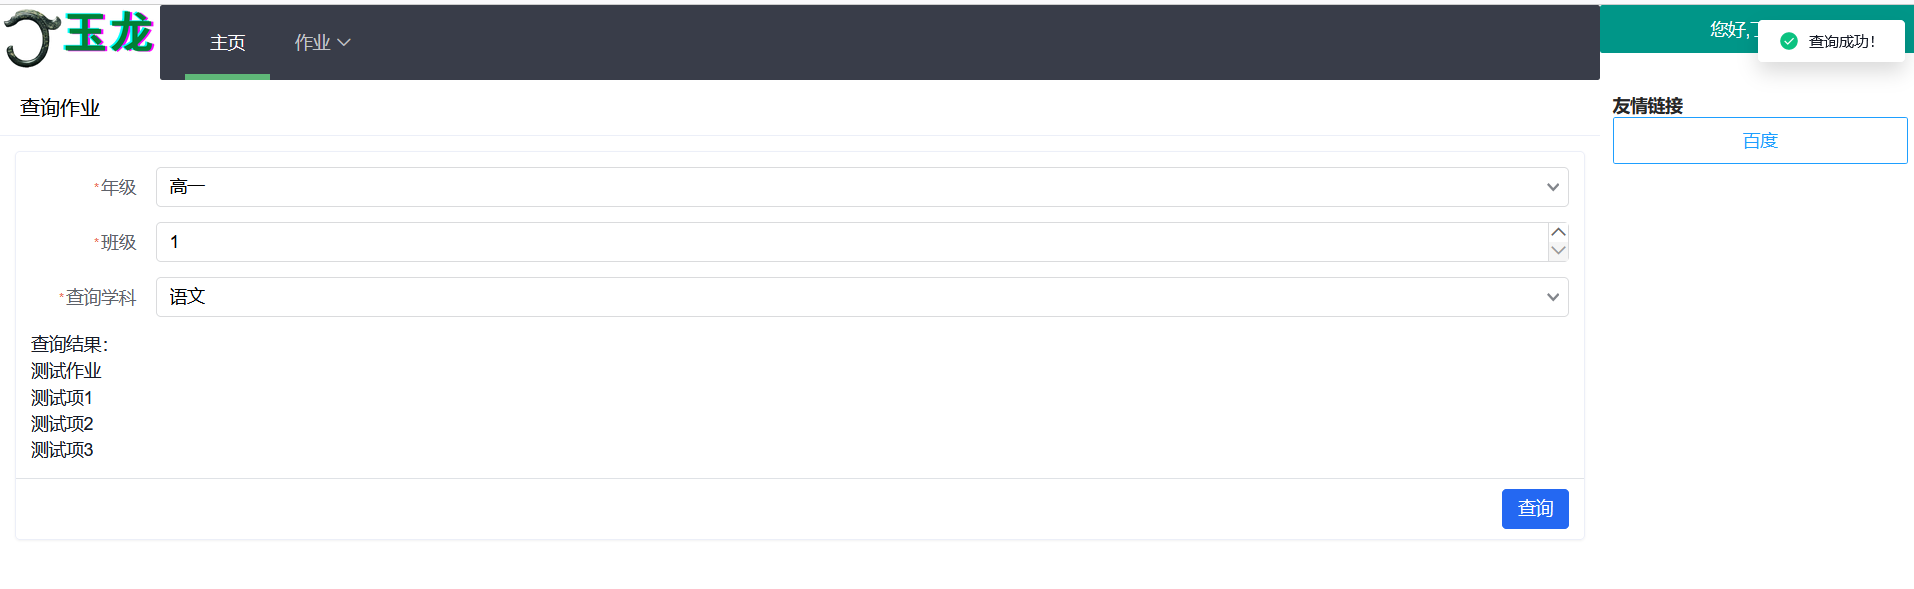 玉龙
主页
作业
您好,
查询成功!
查询作业
友情链接
百度
*年级
高一
*班级
1
*查询学科
语文
查询结果:
测试作业
测试项1
测试项2
测试项3
查询